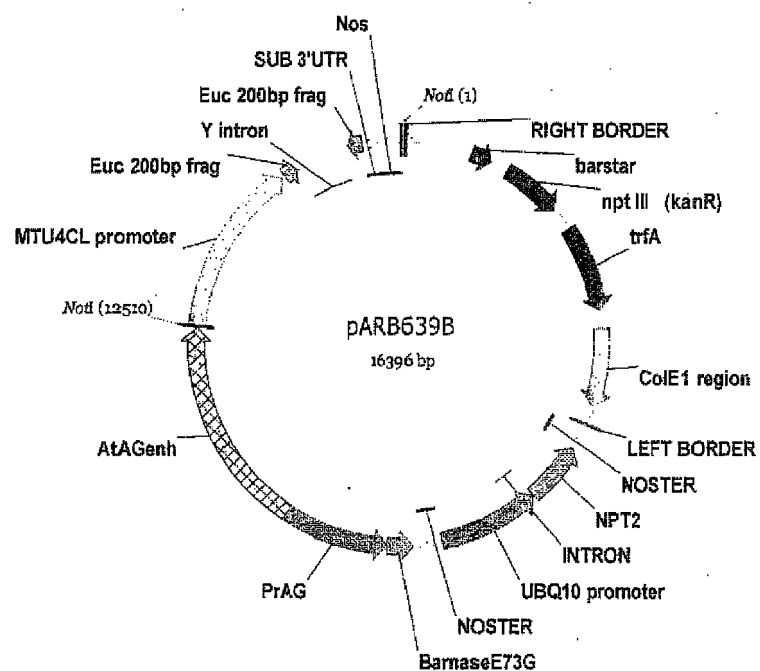 Nos
SUB 3'UTR
Euc 200bp frag
NotI (1)
Y intron
RIGHT BORDER
Euc 200bp frag
barstar
npt III (kanR)
MTU4CL promoter
trfA
NotI (12510)
pARB639B
16396 bp
ColE1 region
AtAGenh
LEFT BORDER
NOSTER
NPT2
INTRON
PrAG
UBQ10 promoter
NOSTER
BarnaseE73G